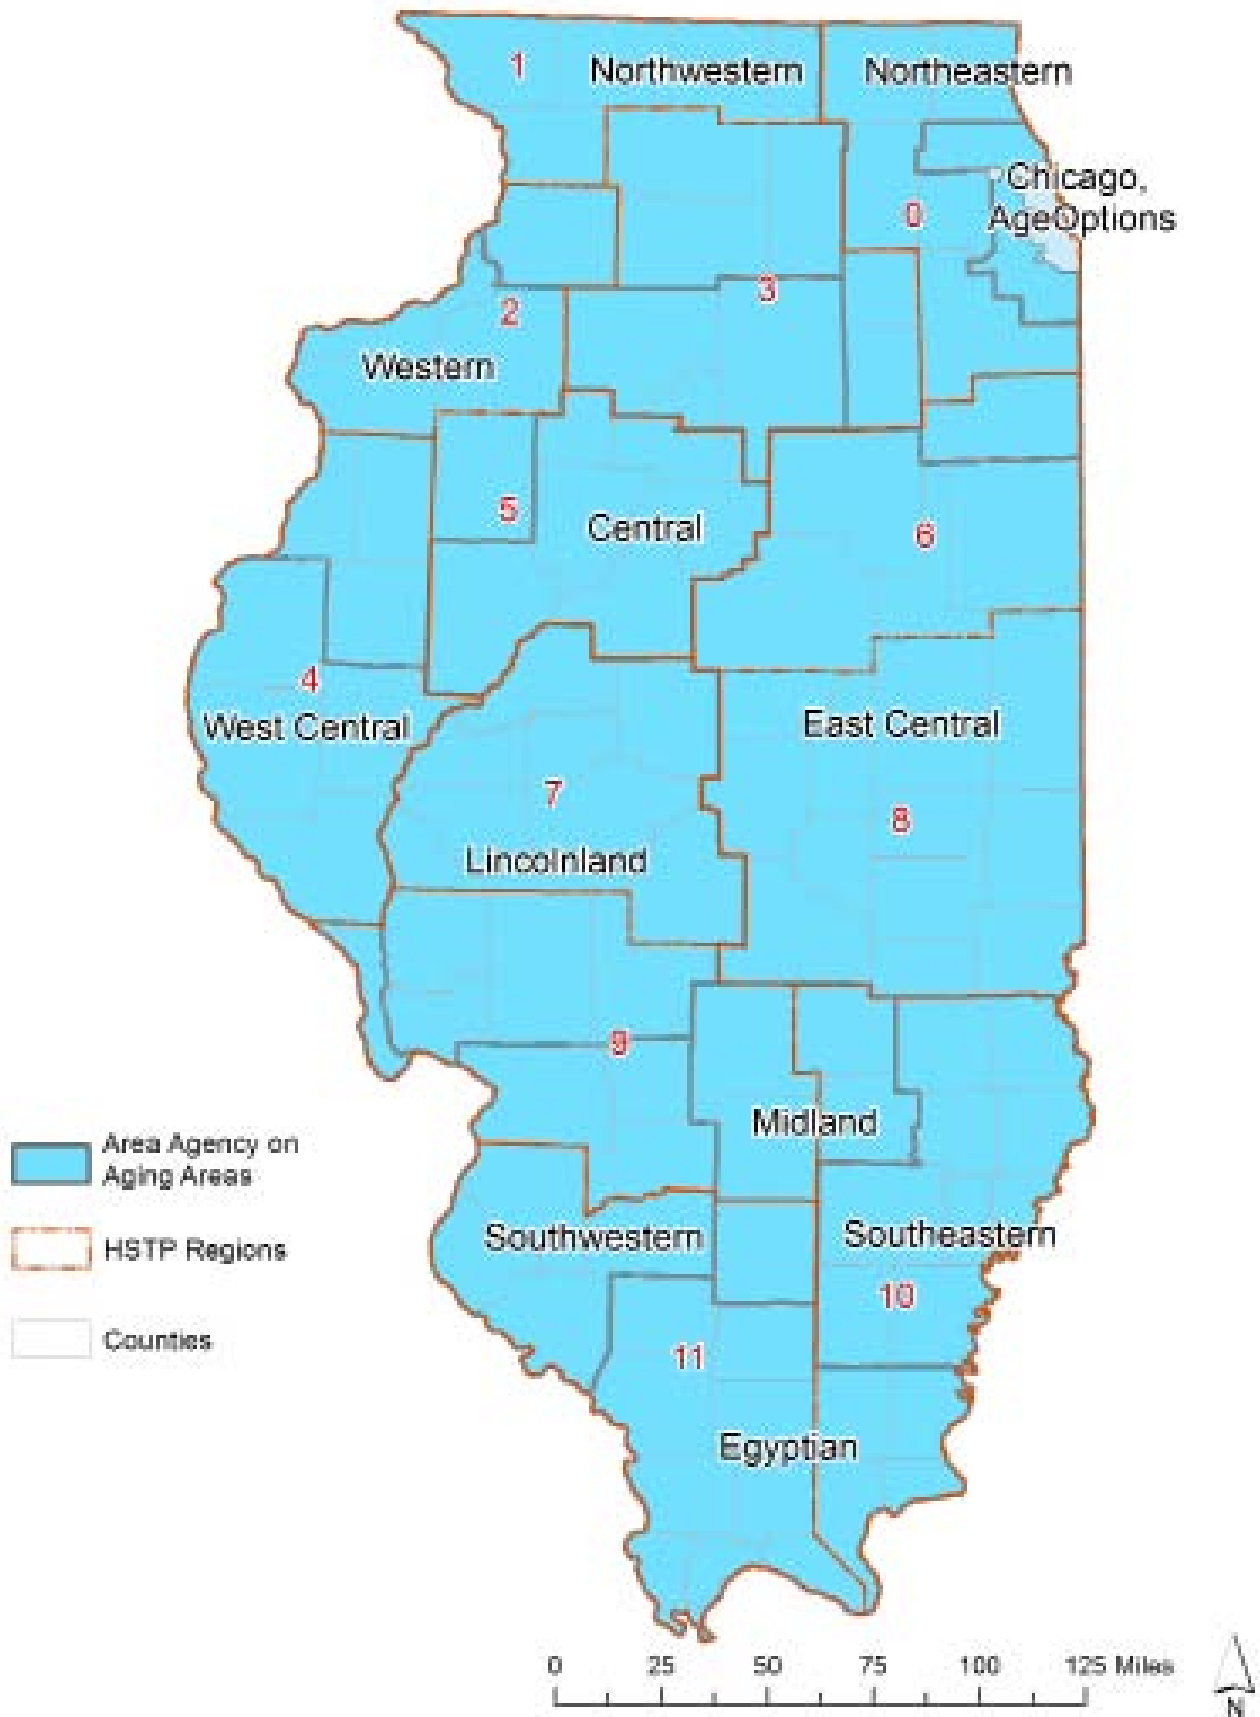 1
Northwestern
Northeastern
Chicago,
AgeOptions
0
3
2
Western
5
Central
6
4
West Central
East Central
7
8
Lincolnland
9
Midland
Area Agency on
Aging Areas
HSTP Regions
Counties
Southwestern
Southeastern
10
11
Egyptian
0 25 50 75 100 125 Miles
N